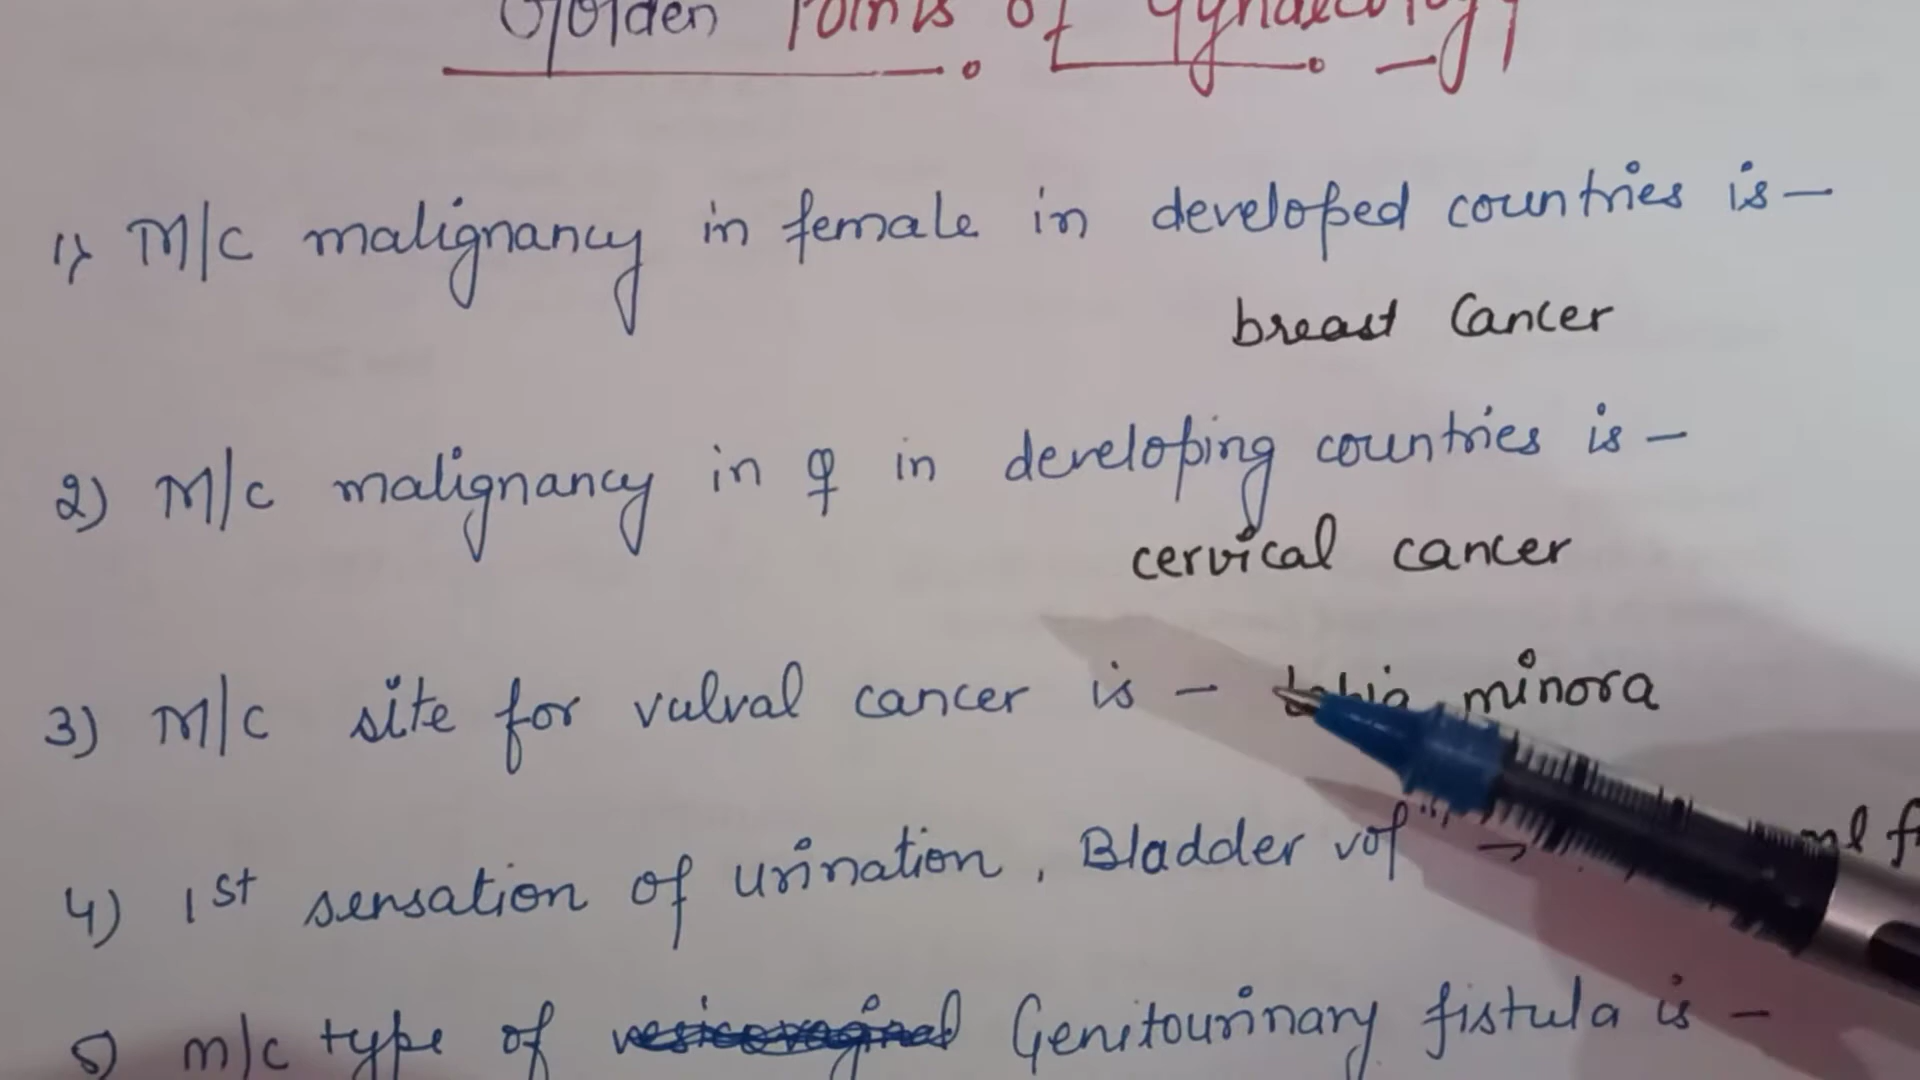 Golden Points of Gynaecology
1) M/c malignancy in female in developed countries is –
breast Cancer
2) M/c malignancy in ♀ in developing countries is –
cervical cancer
3) M/c site for vulval cancer is – labia minora
4) 1st sensation of urination, Bladder vol → ml
5) m/c type of Genitourinary fistula is –